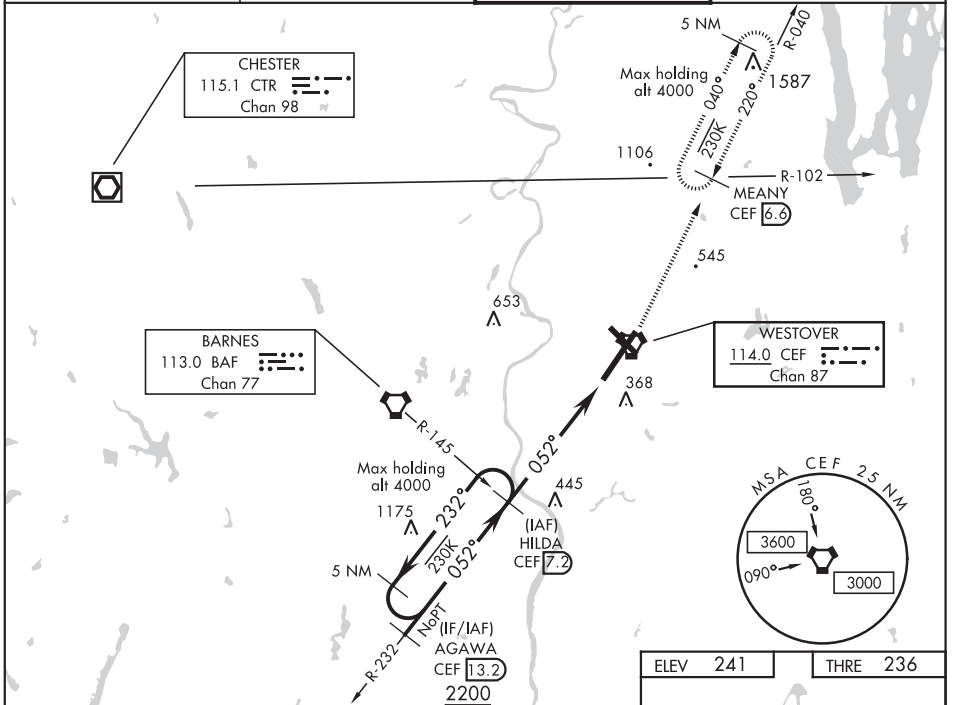 5 NM
R-040
CHESTER
115.1 CTR
Chan 98
Max holding
alt 4000
040°
220°
1587
230K
1106
R-102
MEANY
CEF 6.6
545
653
BARNES
113.0 BAF
Chan 77
WESTOVER
114.0 CEF
Chan 87
368
R-145
052°
Max holding
alt 4000
232°
1175
445
230K
052°
(IAF)
HILDA
CEF 7.2
5 NM
NoPT
(IF/IAF)
AGAWA
CEF 13.2
2200
R-232
MSA CEF 25 NM
180°
3600
090°
3000
ELEV 241
THRE 236